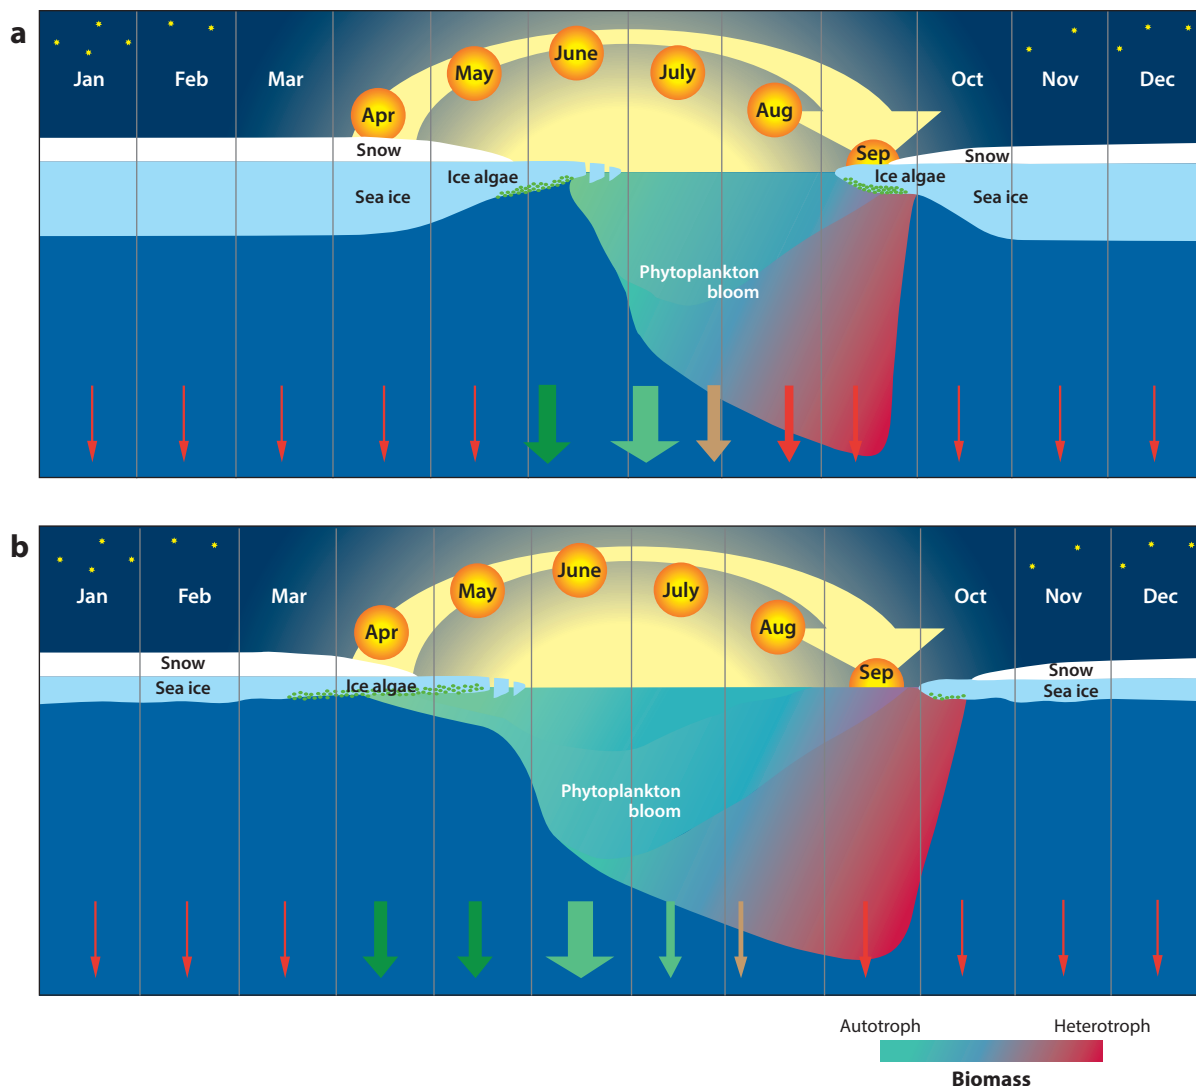 a
Jan Feb Mar Apr May June July Aug Sep Oct Nov Dec
Snow
Snow
Ice algae
Ice algae
Sea ice
Sea ice
Phytoplankton
bloom
b
Jan Feb Mar Apr May June July Aug Sep Oct Nov Dec
Snow
Snow
Sea ice
Ice algae
Sea ice
Phytoplankton
bloom
Autotroph Heterotroph
Biomass